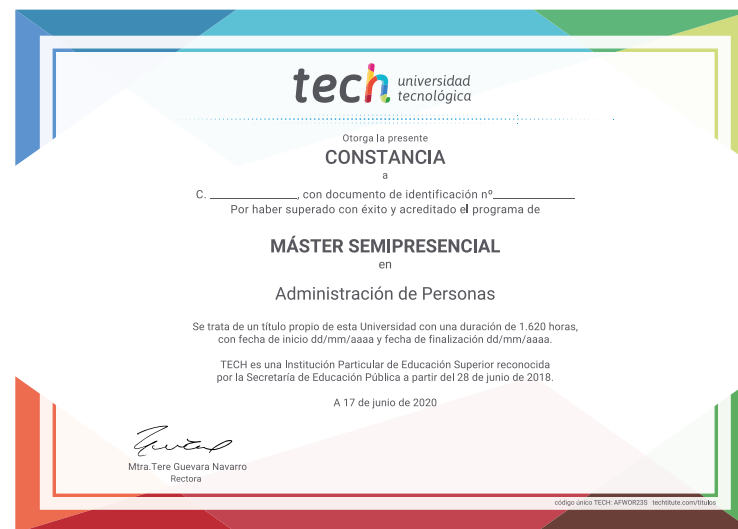 tech universidad
tecnológica
Otorga la presente
CONSTANCIA
a
C. ______________, con documento de identificación nº_____________
Por haber superado con éxito y acreditado el programa de
MÁSTER SEMIPRESENCIAL
en
Administración de Personas
Se trata de un título propio de esta Universidad con una duración de 1.620 horas,
con fecha de inicio dd/mm/aaaa y fecha de finalización dd/mm/aaaa.
TECH es una Institución Particular de Educación Superior reconocida
por la Secretaría de Educación Pública a partir del 28 de junio de 2018.
A 17 de junio de 2020
Mtra.Tere Guevara Navarro
Rectora
código único TECH: AFWOR23S techtitute.com/titulos